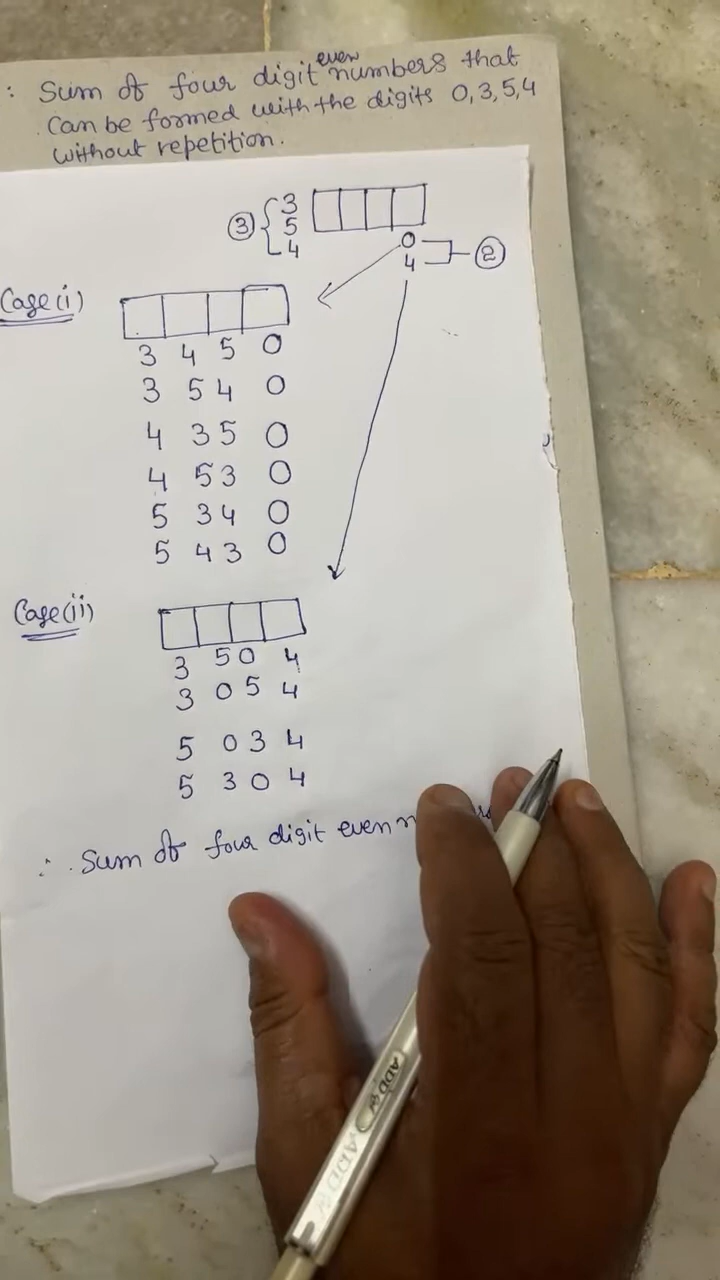 : Sum of four digit even numbers that
can be formed with the digits 0,3,5,4
without repetition.
③ { 3
5
4
0
4
②
Case(i)
3 4 5 0
3 5 4 0
4 3 5 0
4 5 3 0
5 3 4 0
5 4 3 0
Case(ii)
3 5 0 4
3 0 5 4
5 0 3 4
5 3 0 4
∴ Sum of four digit even
ADD